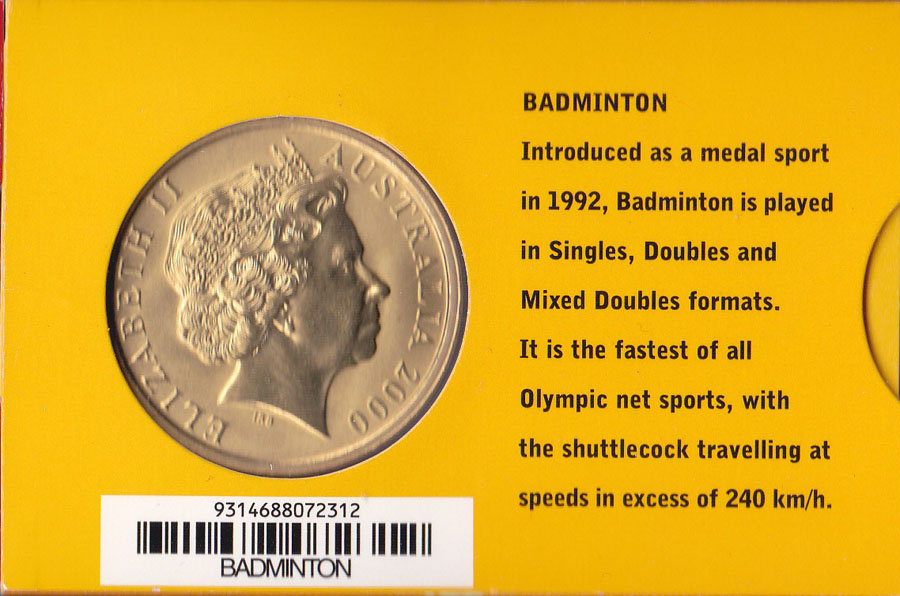 ELIZABETH II AUSTRALIA 2000
IRB
9314688072312
BADMINTON
BADMINTON
Introduced as a medal sport
in 1992, Badminton is played
in Singles, Doubles and
Mixed Doubles formats.
It is the fastest of all
Olympic net sports, with
the shuttlecock travelling at
speeds in excess of 240 km/h.